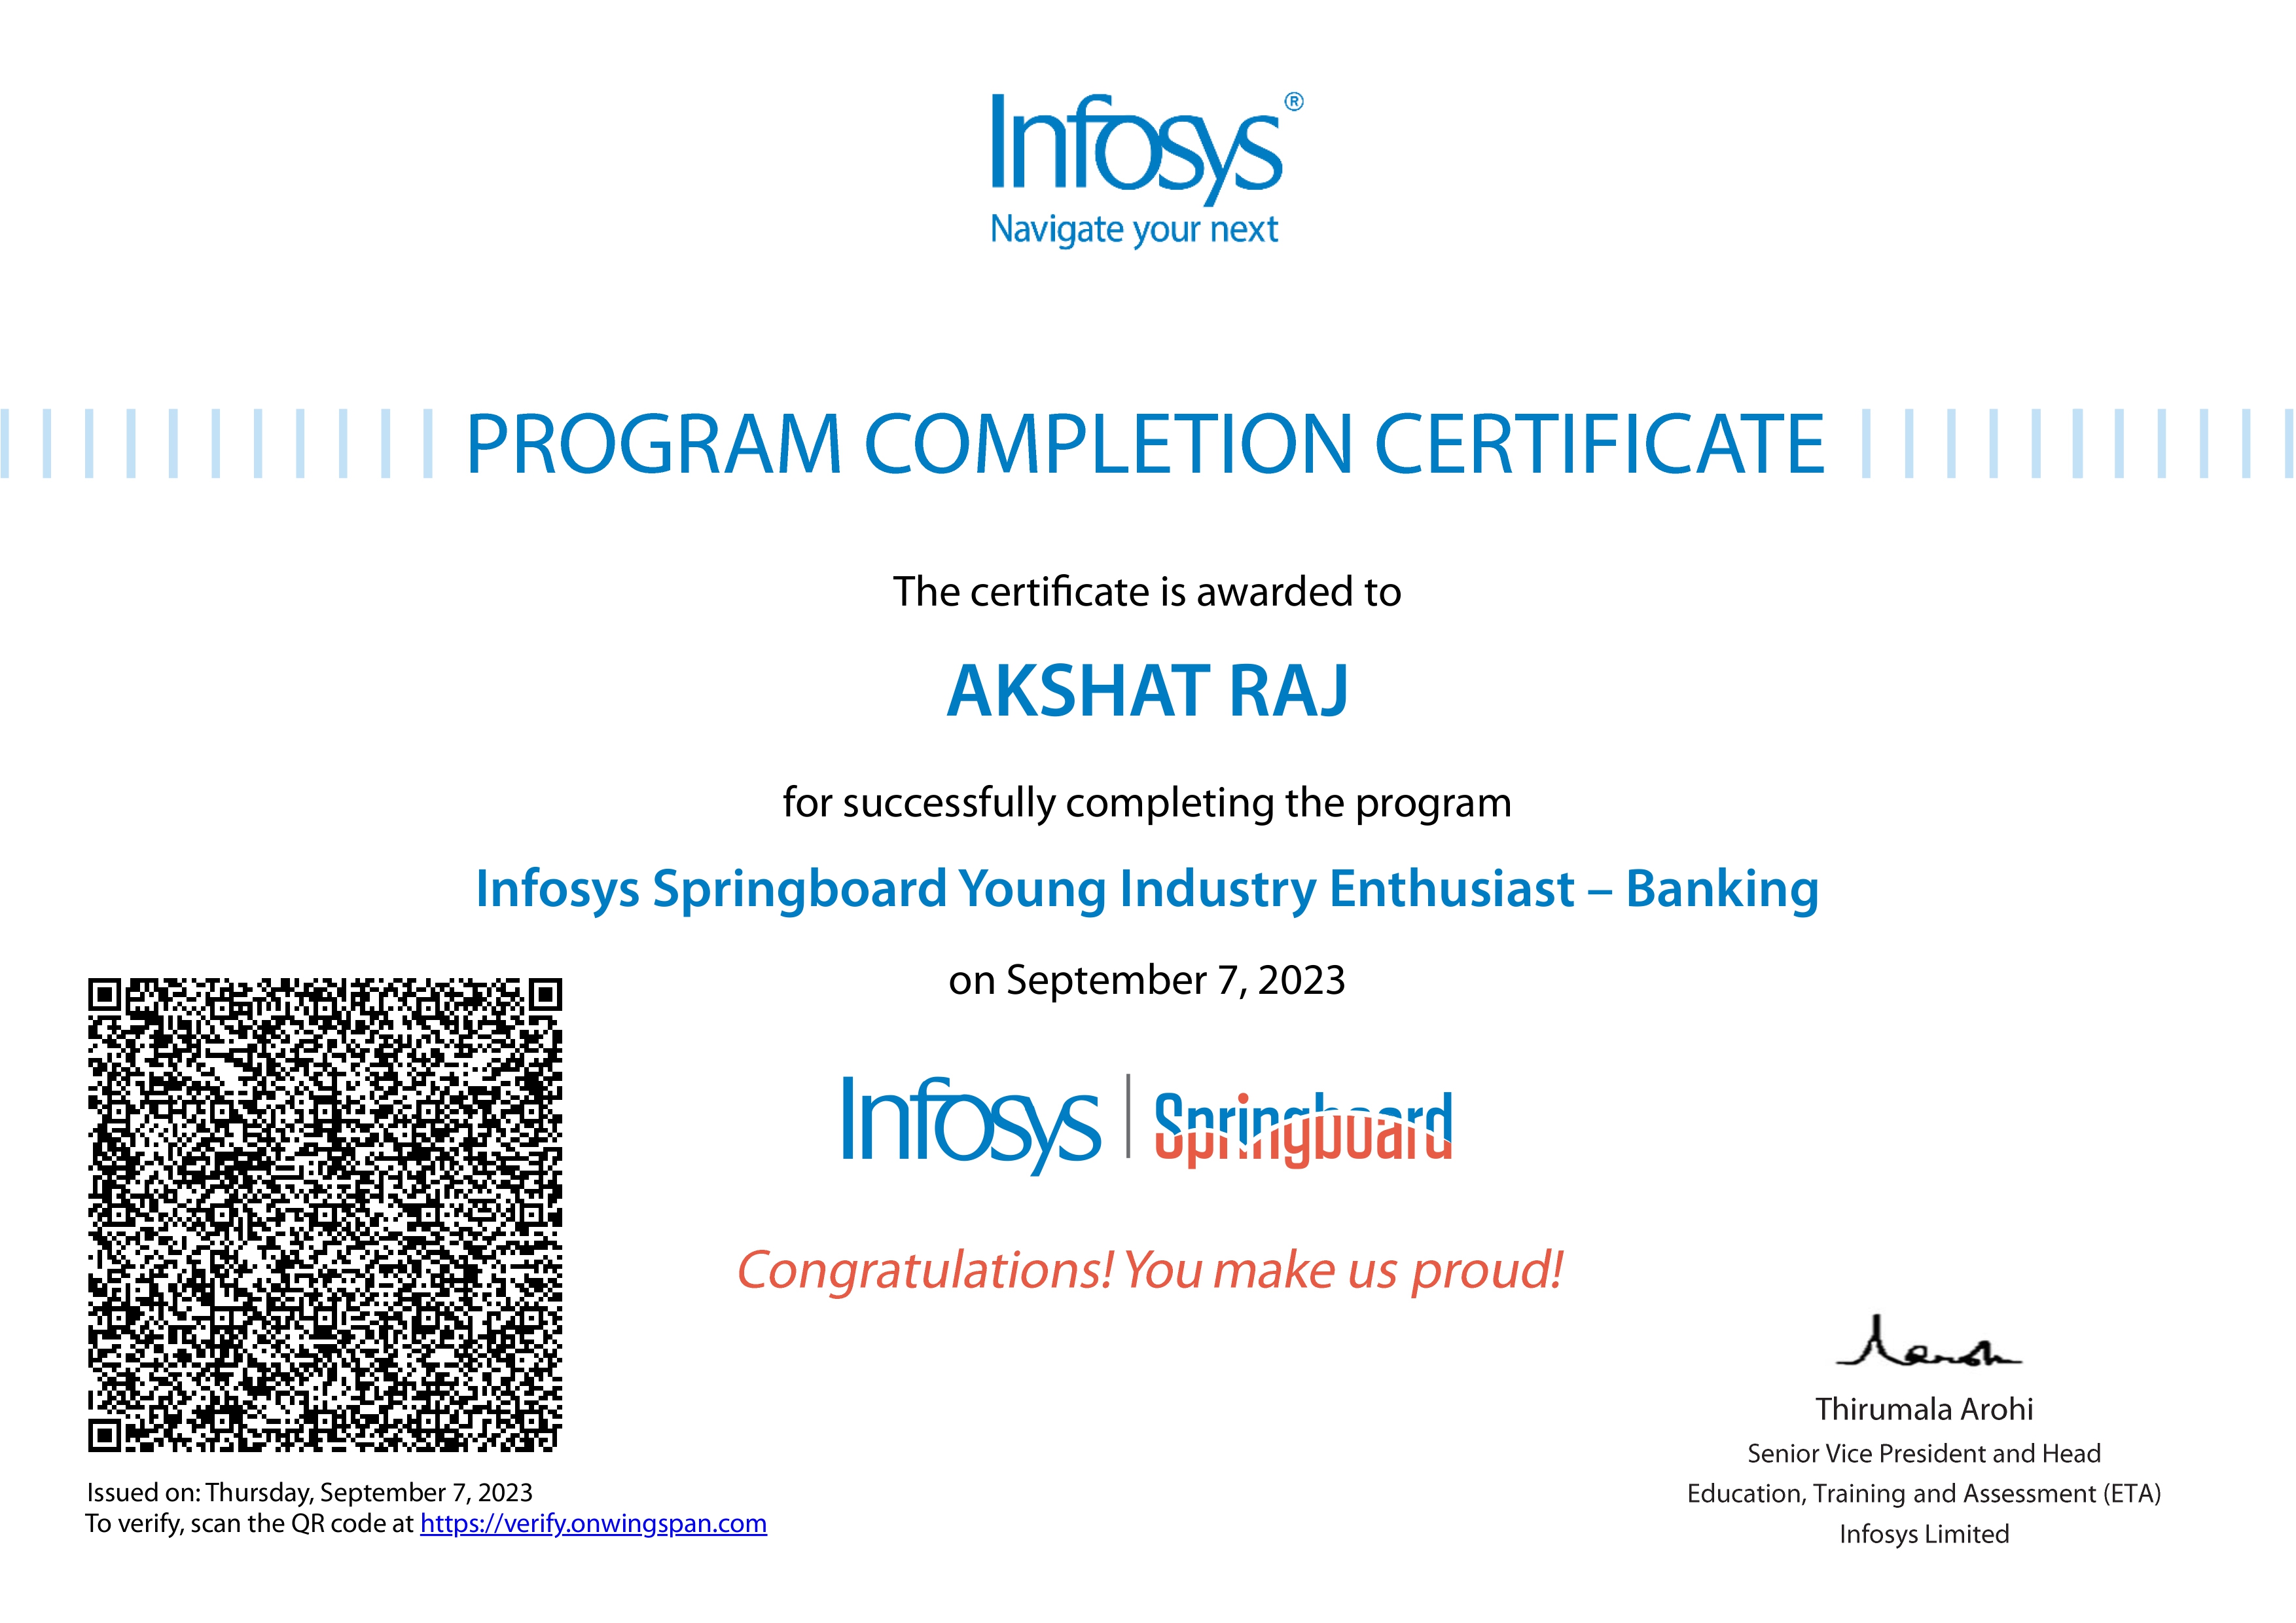 Infosys®
Navigate your next
PROGRAM COMPLETION CERTIFICATE
The certificate is awarded to
AKSHAT RAJ
for successfully completing the program
Infosys Springboard Young Industry Enthusiast – Banking
on September 7, 2023
Infosys | Springboard
Congratulations! You make us proud!
Issued on: Thursday, September 7, 2023
To verify, scan the QR code at https://verify.onwingspan.com
Thirumala Arohi
Senior Vice President and Head
Education, Training and Assessment (ETA)
Infosys Limited